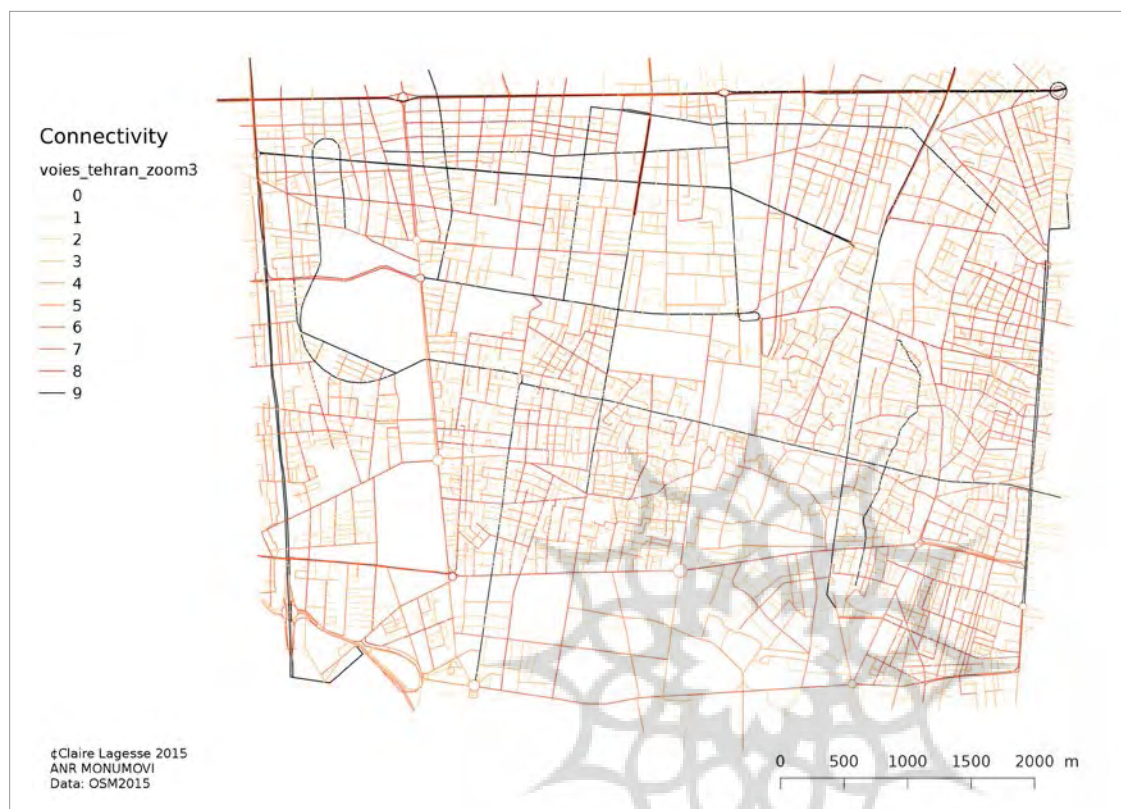 Connectivity
voies_tehran_zoom3
0
1
2
3
4
5
6
7
8
9
¢Claire Lagesse 2015
ANR MONUMOVI
Data: OSM2015
0 500 1000 1500 2000 m